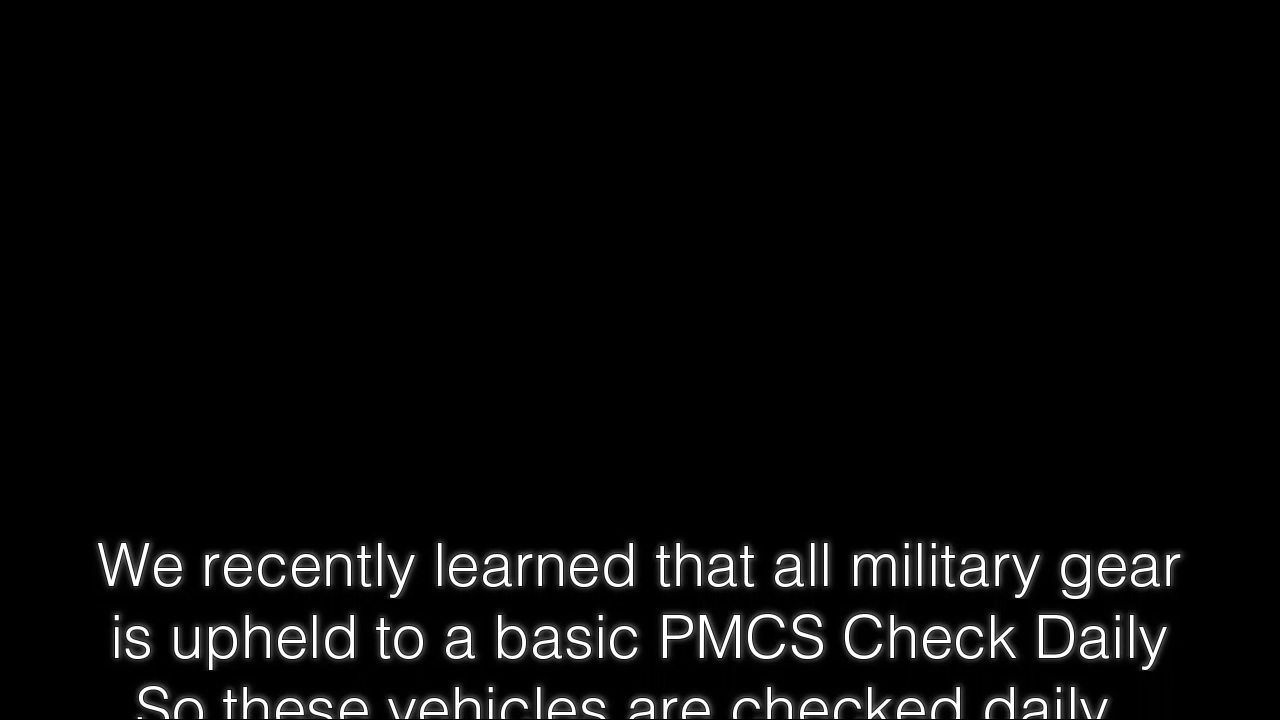 We recently learned that all military gear
is upheld to a basic PMCS Check Daily
So these vehicles are checked daily